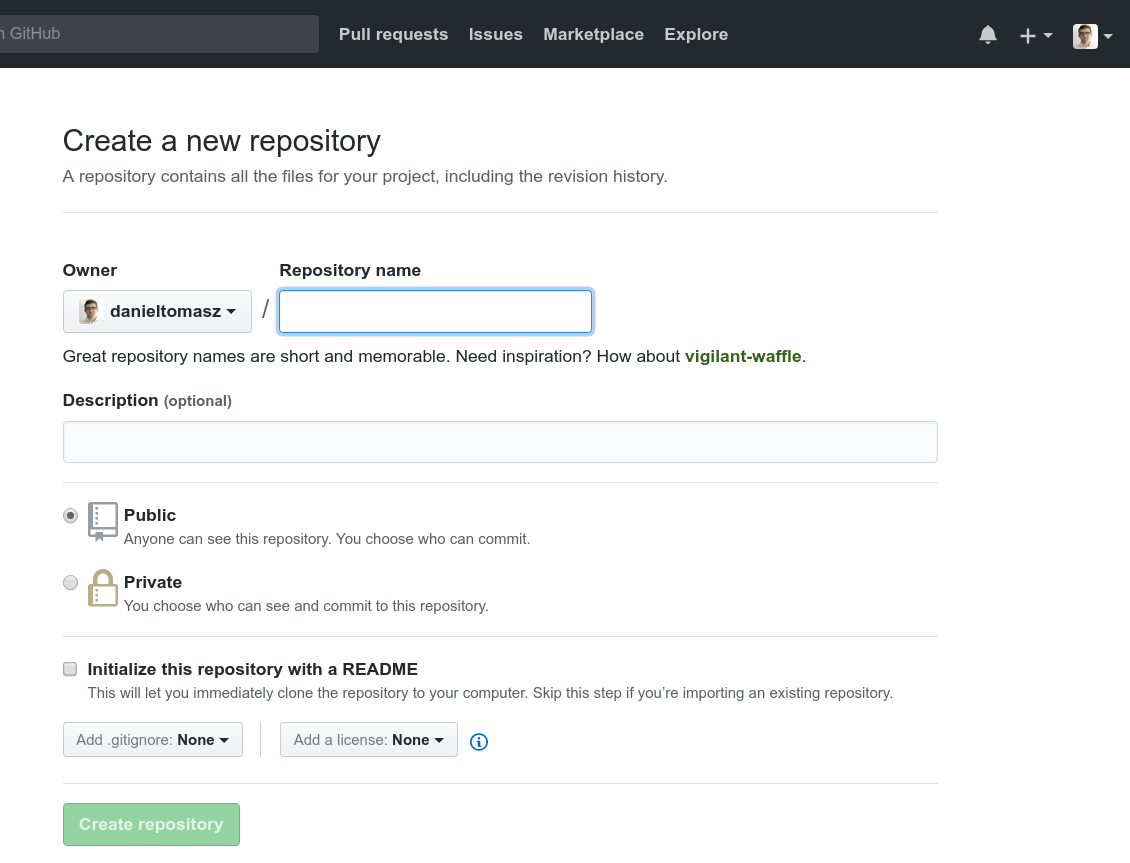 GitHub Pull requests Issues Marketplace Explore
Create a new repository
A repository contains all the files for your project, including the revision history.
Owner Repository name
danieltomasz /
Great repository names are short and memorable. Need inspiration? How about vigilant-waffle.
Description (optional)
Public
Anyone can see this repository. You choose who can commit.
Private
You choose who can see and commit to this repository.
Initialize this repository with a README
This will let you immediately clone the repository to your computer. Skip this step if you’re importing an existing repository.
Add .gitignore: None Add a license: None
Create repository